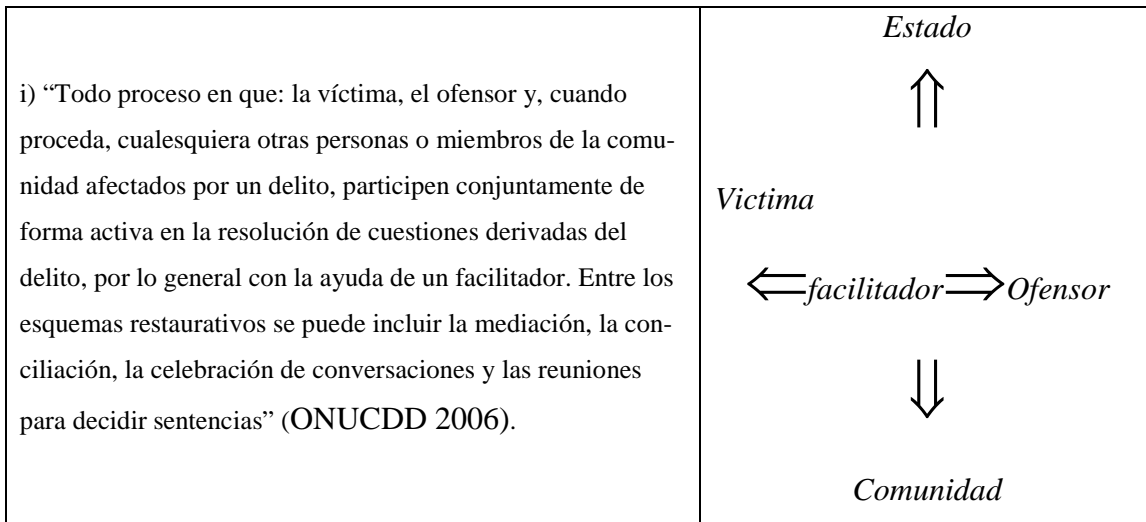 i) “Todo proceso en que: la víctima, el ofensor y, cuando
proceda, cualesquiera otras personas o miembros de la comu-
nidad afectados por un delito, participen conjuntamente de
forma activa en la resolución de cuestiones derivadas del
delito, por lo general con la ayuda de un facilitador. Entre los
esquemas restaurativos se puede incluir la mediación, la con-
ciliación, la celebración de conversaciones y las reuniones
para decidir sentencias” (ONUCDD 2006).
Estado
⇑
Victima
⇐facilitador⇒Ofensor
⇓
Comunidad